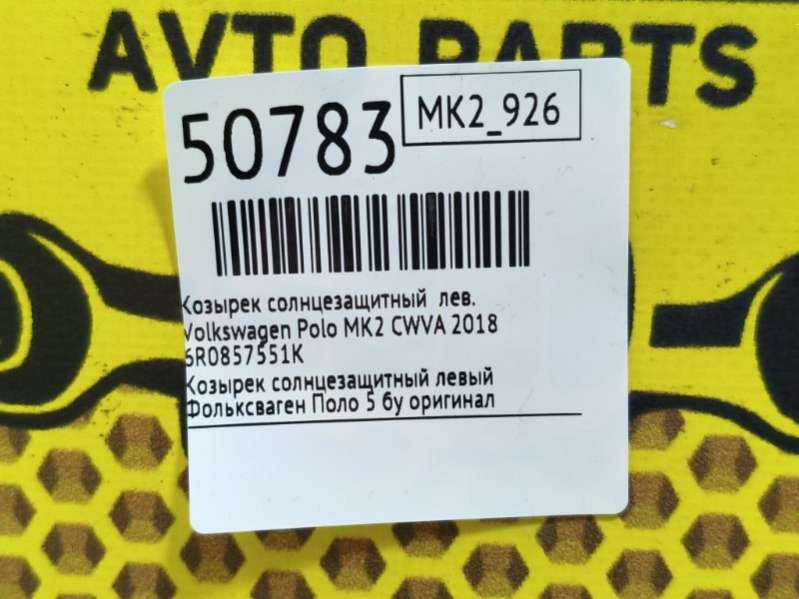 AVTO PARTS
50783
MK2_926
Козырек солнцезащитный лев.
Volkswagen Polo MK2 CWVA 2018
6R0857551K
Козырек солнцезащитный левый
Фольксваген Поло 5 бу оригинал